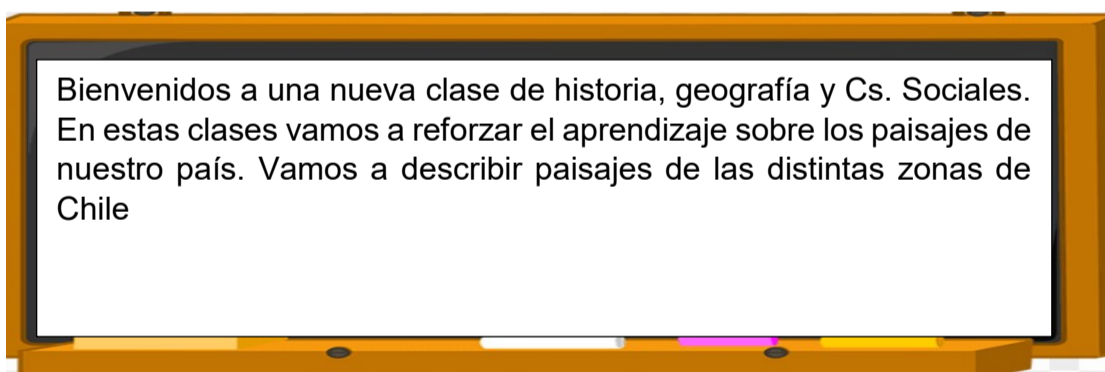 Bienvenidos a una nueva clase de historia, geografía y Cs. Sociales.
En estas clases vamos a reforzar el aprendizaje sobre los paisajes de
nuestro país. Vamos a describir paisajes de las distintas zonas de
Chile